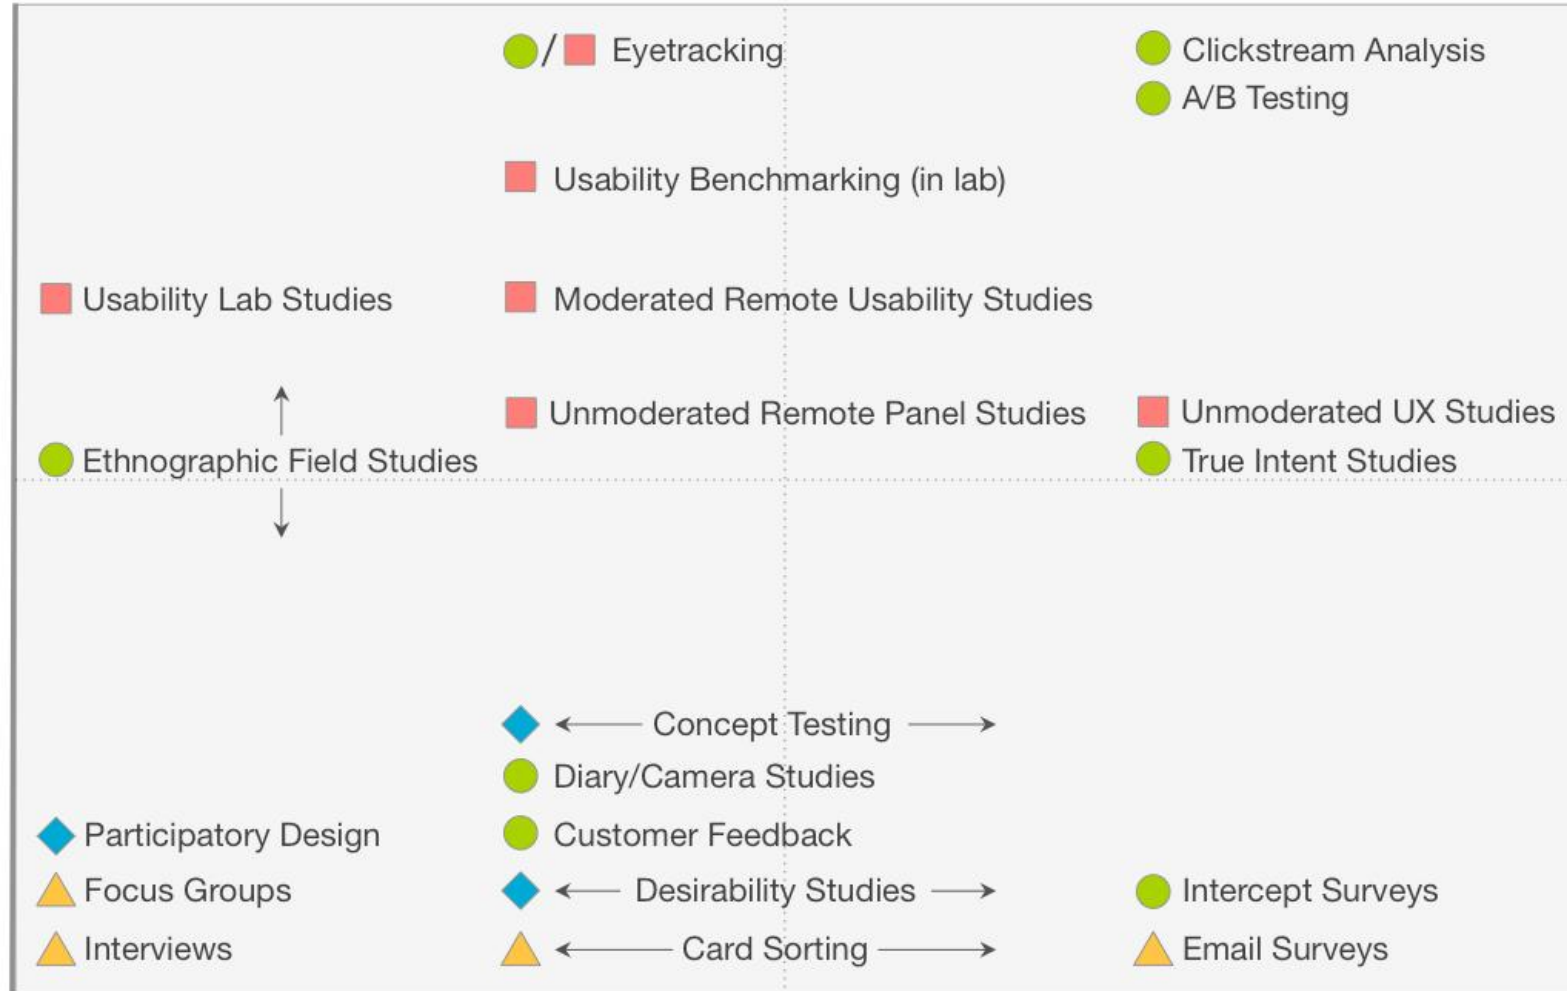 / Eyetracking
Clickstream Analysis
A/B Testing
Usability Benchmarking (in lab)
Usability Lab Studies
Moderated Remote Usability Studies
Unmoderated Remote Panel Studies
Unmoderated UX Studies
Ethnographic Field Studies
True Intent Studies
Concept Testing
Diary/Camera Studies
Participatory Design
Customer Feedback
Focus Groups
Desirability Studies
Intercept Surveys
Interviews
Card Sorting
Email Surveys